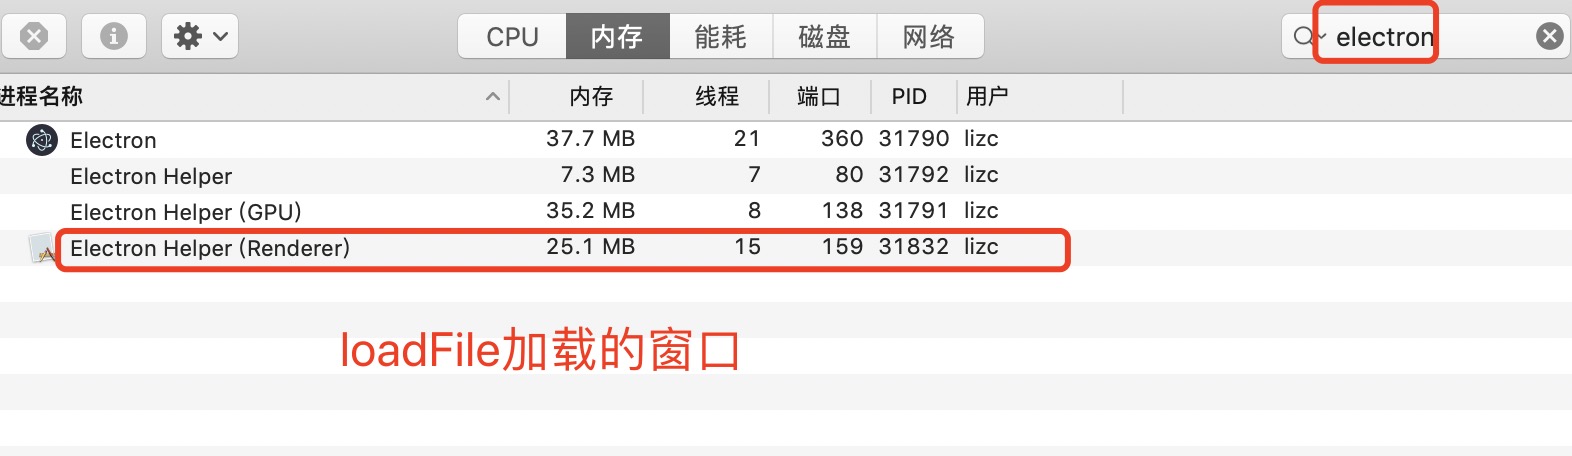 CPU 内存 能耗 磁盘 网络 electron
进程名称 内存 线程 端口 PID 用户
Electron 37.7 MB 21 360 31790 lizc
Electron Helper 7.3 MB 7 80 31792 lizc
Electron Helper (GPU) 35.2 MB 8 138 31791 lizc
Electron Helper (Renderer) 25.1 MB 15 159 31832 lizc
loadFile加载的窗口